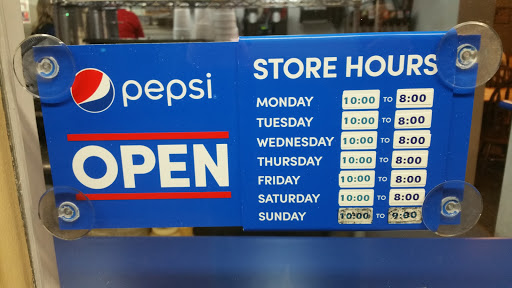 pepsi
OPEN
STORE HOURS
MONDAY 10:00 TO 8:00
TUESDAY 10:00 TO 8:00
WEDNESDAY 10:00 TO 8:00
THURSDAY 10:00 TO 8:00
FRIDAY 10:00 TO 8:00
SATURDAY 10:00 TO 8:00
SUNDAY 10:00 TO 9:00